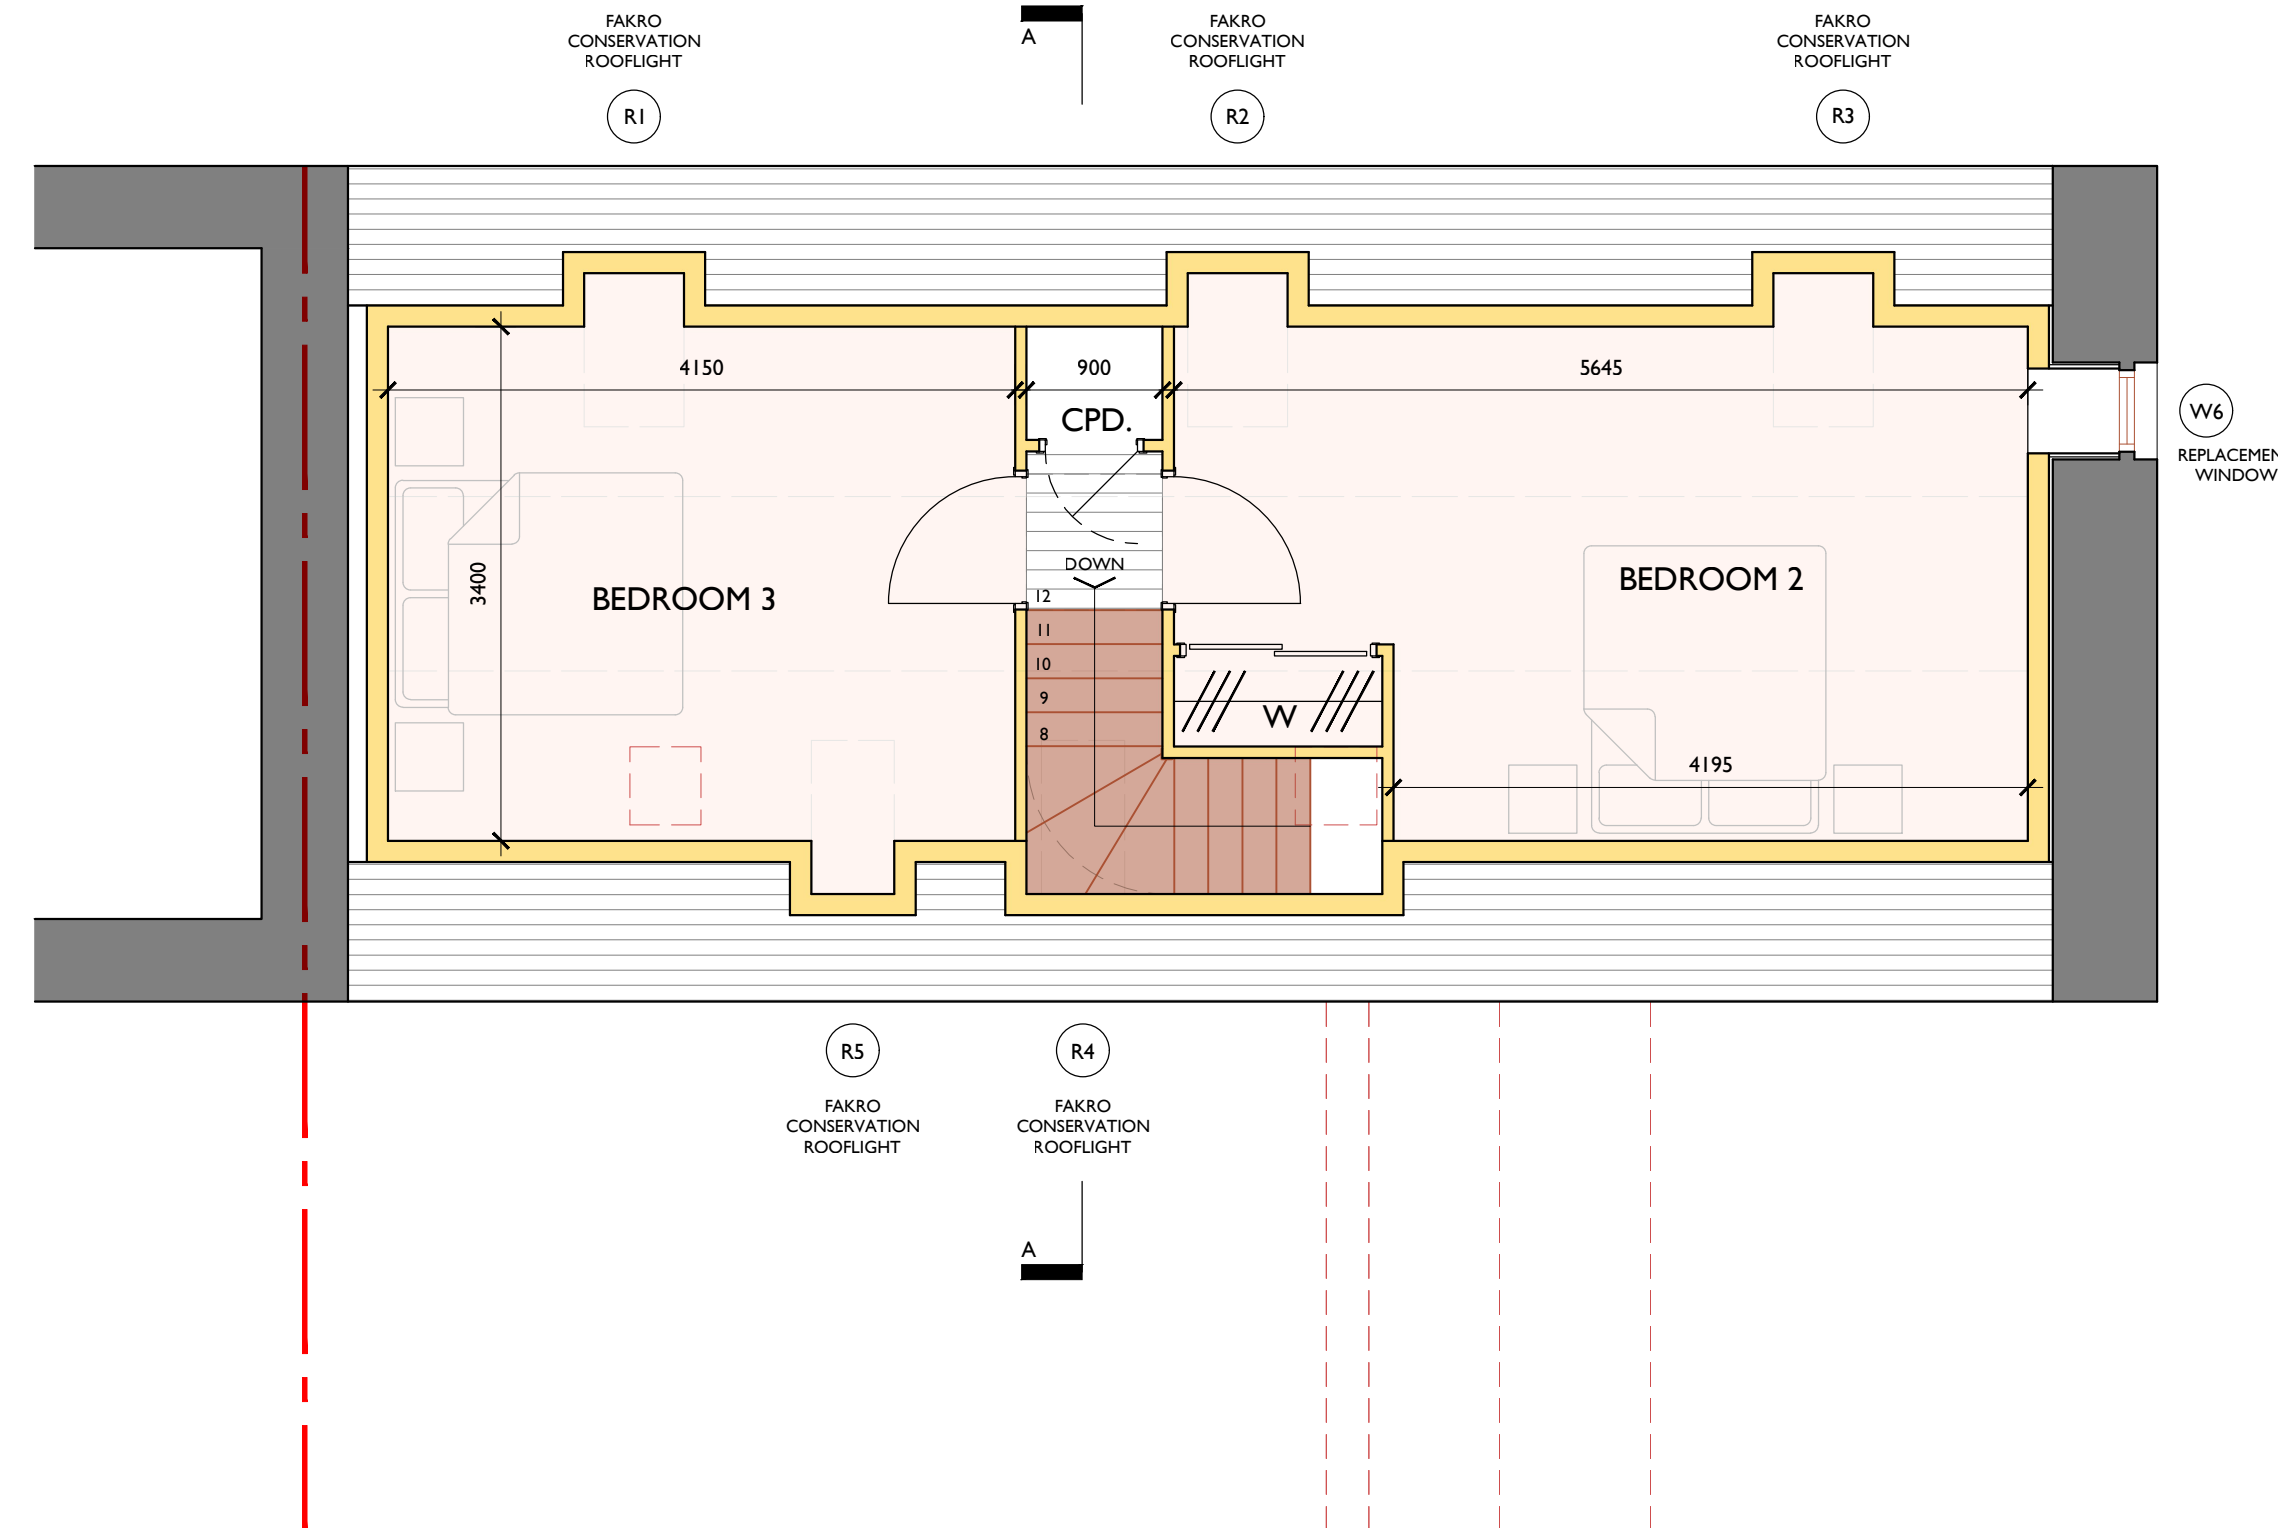 FAKRO
CONSERVATION
ROOFLIGHT
R1
A
FAKRO
CONSERVATION
ROOFLIGHT
R2
FAKRO
CONSERVATION
ROOFLIGHT
R3
4150
900
5645
CPD.
W6
REPLACEMEN
WINDOW
DOWN
3400
BEDROOM 3
BEDROOM 2
12
11
10
9
8
W
4195
R5
FAKRO
CONSERVATION
ROOFLIGHT
R4
FAKRO
CONSERVATION
ROOFLIGHT
A